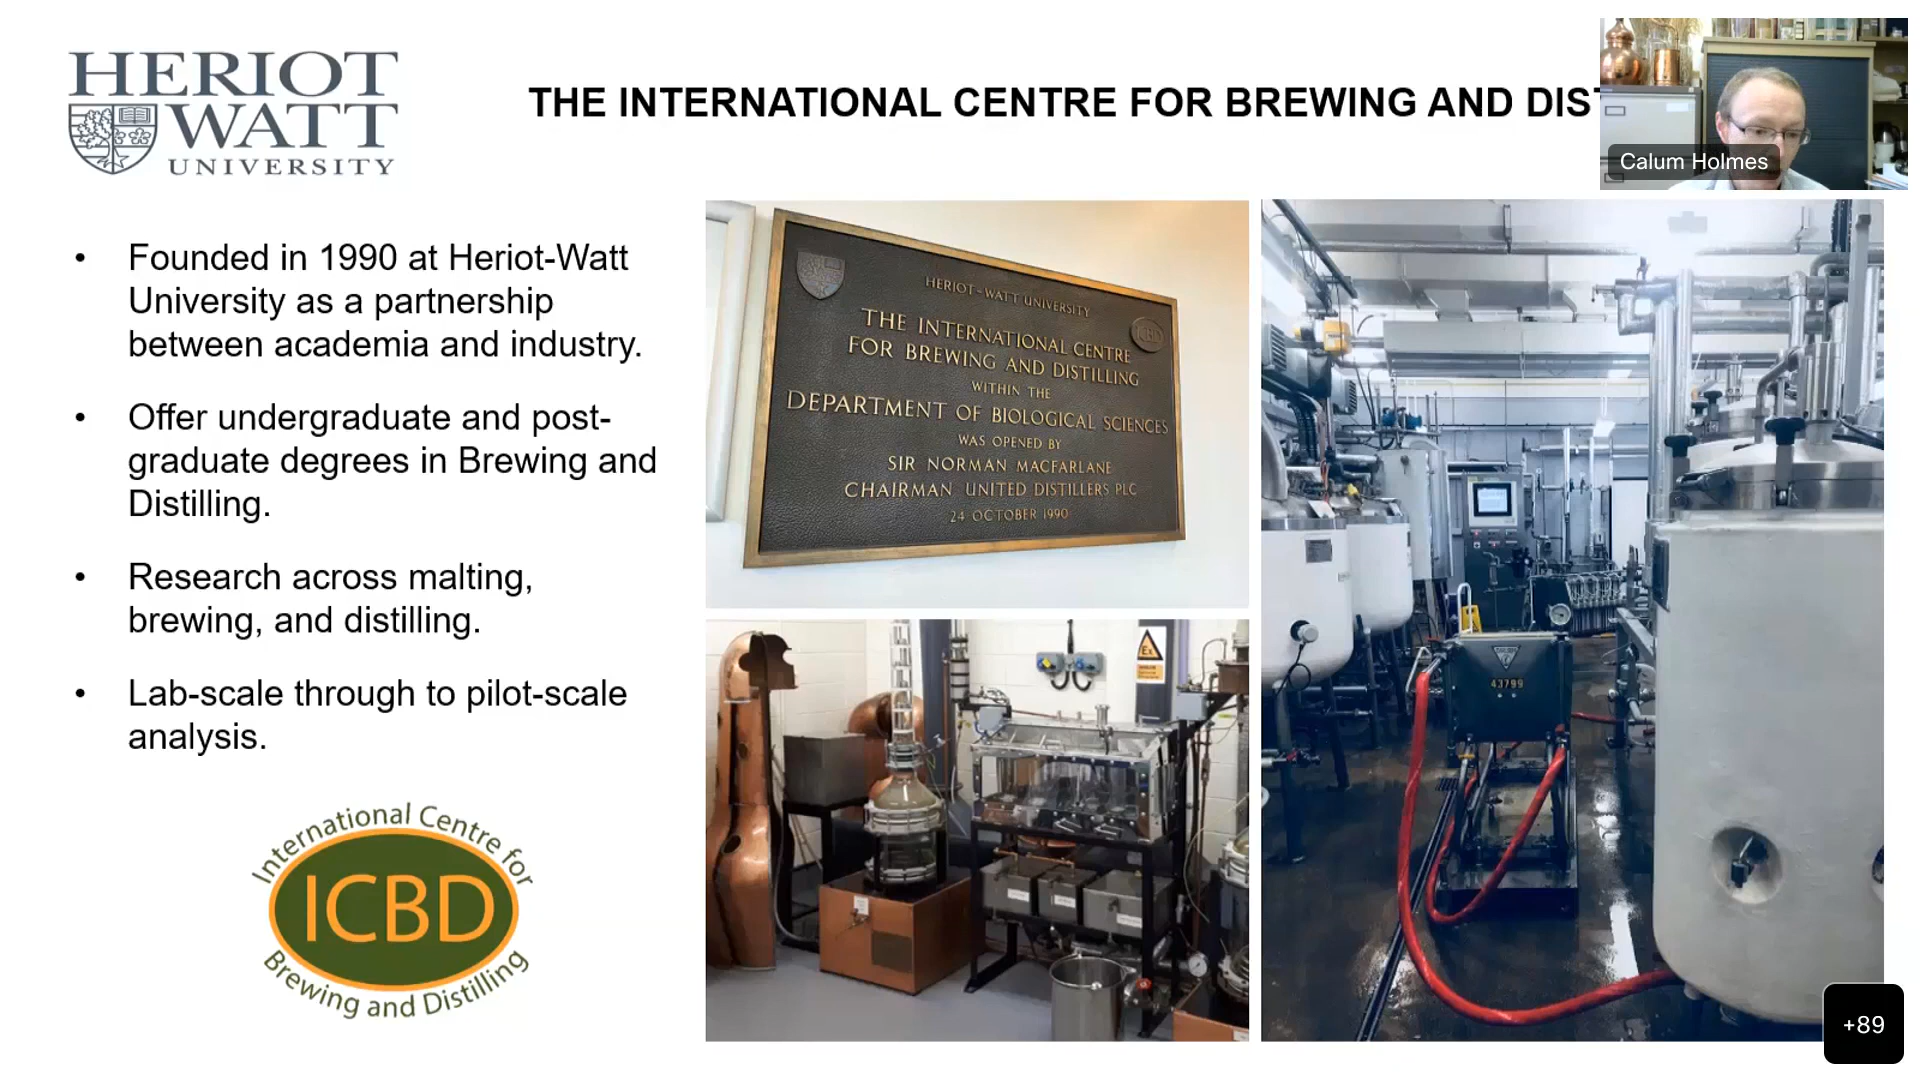 HERIOT
WATT
UNIVERSITY
THE INTERNATIONAL CENTRE FOR BREWING AND DIST
Calum Holmes
• Founded in 1990 at Heriot-Watt
University as a partnership
between academia and industry.
• Offer undergraduate and post-
graduate degrees in Brewing and
Distilling.
• Research across malting,
brewing, and distilling.
• Lab-scale through to pilot-scale
analysis.
International Centre for
ICBD
Brewing and Distilling
HERIOT-WATT UNIVERSITY
ICBD
THE INTERNATIONAL CENTRE
FOR BREWING AND DISTILLING
WITHIN THE
DEPARTMENT OF BIOLOGICAL SCIENCES
WAS OPENED BY
SIR NORMAN MACFARLANE
CHAIRMAN UNITED DISTILLERS PLC
24 OCTOBER 1990
Ex
43799
+89